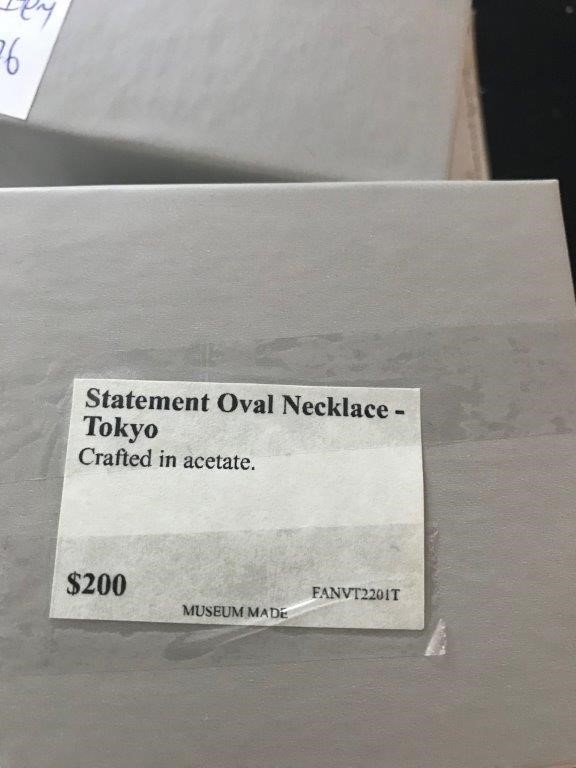 Statement Oval Necklace -
Tokyo
Crafted in acetate.
$200
FANVT2201T
MUSEUM MADE